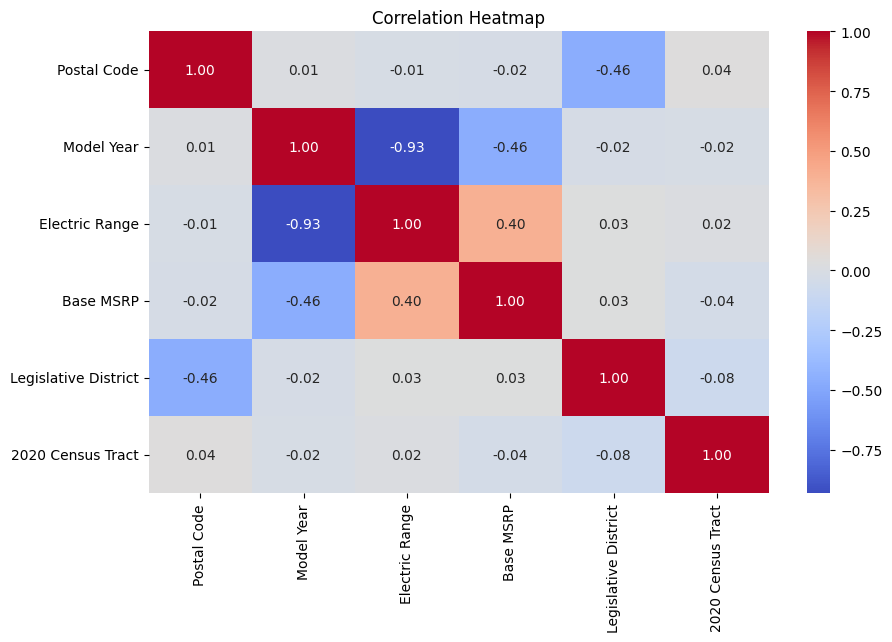 Correlation Heatmap
Postal Code 1.00 0.01 -0.01 -0.02 -0.46 0.04
Model Year 0.01 1.00 -0.93 -0.46 -0.02 -0.02
Electric Range -0.01 -0.93 1.00 0.40 0.03 0.02
Base MSRP -0.02 -0.46 0.40 1.00 0.03 -0.04
Legislative District -0.46 -0.02 0.03 0.03 1.00 -0.08
2020 Census Tract 0.04 -0.02 0.02 -0.04 -0.08 1.00
Postal Code
Model Year
Electric Range
Base MSRP
Legislative District
2020 Census Tract
1.00
0.75
0.50
0.25
0.00
−0.25
−0.50
−0.75